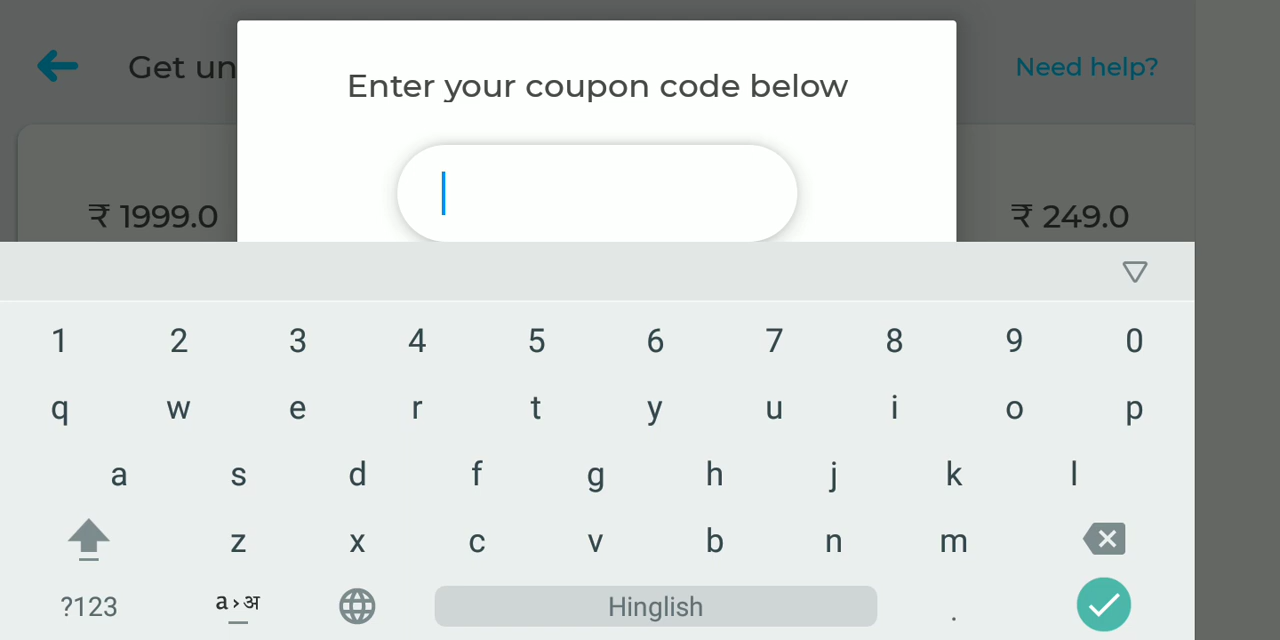 Get un
Enter your coupon code below
Need help?
₹ 1999.0
₹ 249.0
1 2 3 4 5 6 7 8 9 0
q w e r t y u i o p
a s d f g h j k l
z x c v b n m
?123 a›अ Hinglish .